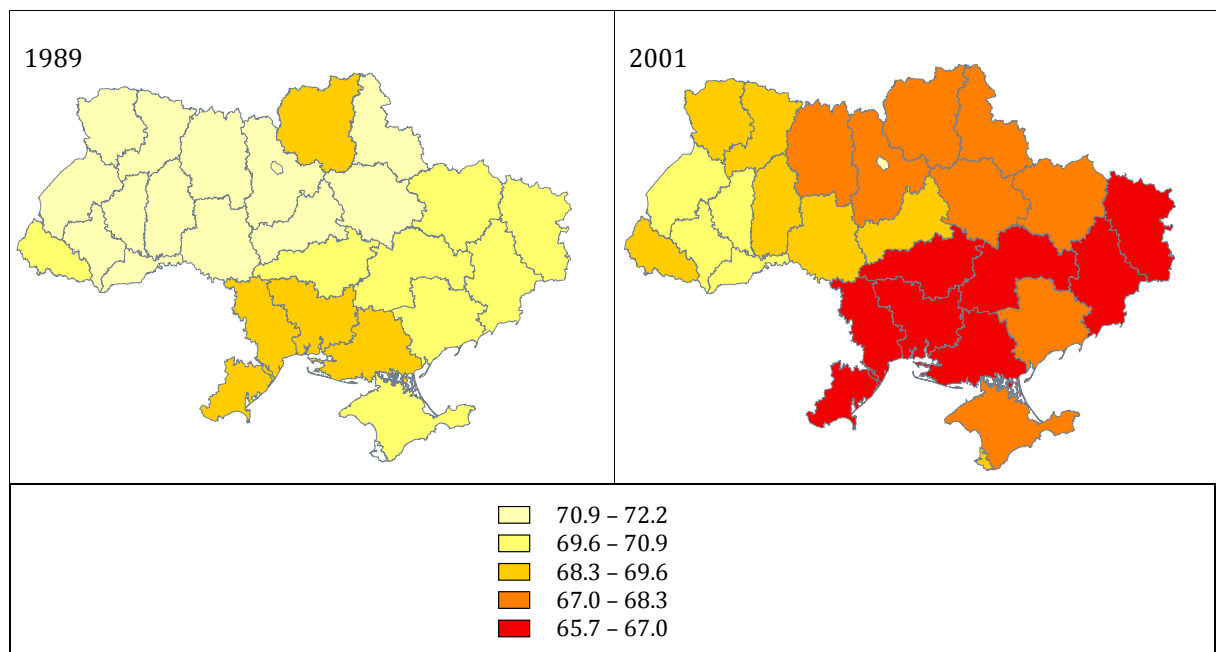 1989
2001
70.9 – 72.2
69.6 – 70.9
68.3 – 69.6
67.0 – 68.3
65.7 – 67.0